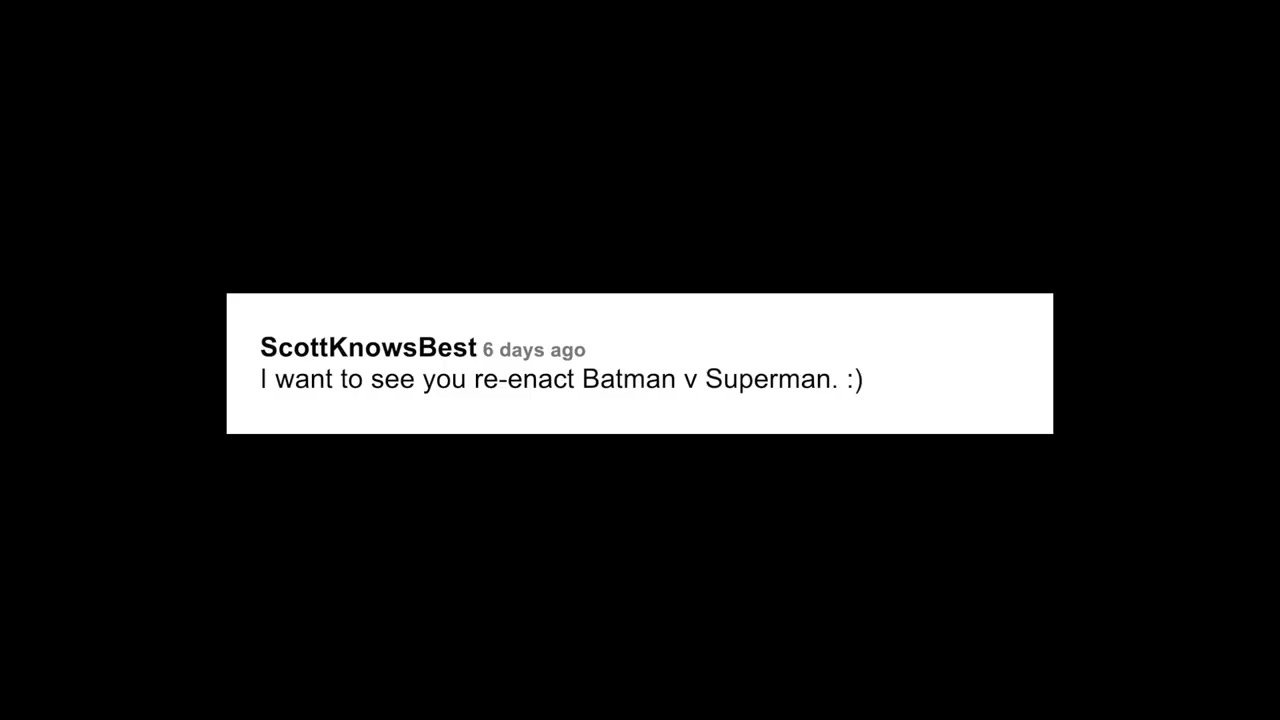 ScottKnowsBest 6 days ago
I want to see you re-enact Batman v Superman. :)